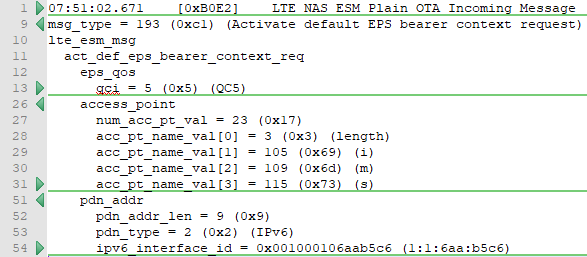 1 07:51:02.671 [0xB0E2] LTE NAS ESM Plain OTA Incoming Message
9 msg_type = 193 (0xc1) (Activate default EPS bearer context request)
10 lte_esm_msg
11 act_def_eps_bearer_context_req
12 eps_qos
13 qci = 5 (0x5) (QC5)
26 access_point
27 num_acc_pt_val = 23 (0x17)
28 acc_pt_name_val[0] = 3 (0x3) (length)
29 acc_pt_name_val[1] = 105 (0x69) (i)
30 acc_pt_name_val[2] = 109 (0x6d) (m)
31 acc_pt_name_val[3] = 115 (0x73) (s)
51 pdn_addr
52 pdn_addr_len = 9 (0x9)
53 pdn_type = 2 (0x2) (IPv6)
54 ipv6_interface_id = 0x001000106aab5c6 (1:1:6aa:b5c6)